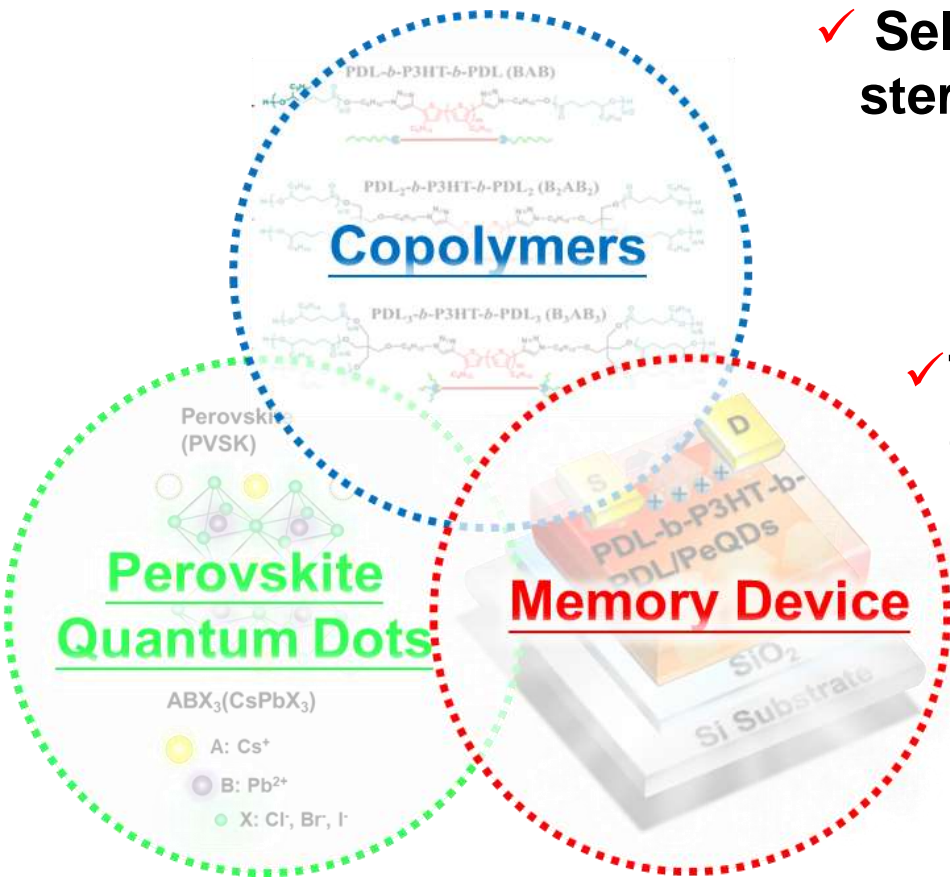 ✓ Sel
ster
PDL-b-P3HT-b-PDL (BAB)
PDL₂-b-P3HT-b-PDL₂ (B₂AB₂)
Copolymers
PDL₃-b-P3HT-b-PDL₃ (B₃AB₃)
✓
Perovskite
(PVSK)
Perovskite
Quantum Dots
ABX₃(CsPbX₃)
A: Cs⁺
B: Pb²⁺
X: Cl⁻, Br⁻, I⁻
S
D
PDL-b-P3HT-b-
PDL/PeQDs
Memory Device
SiO₂
Si Substrate